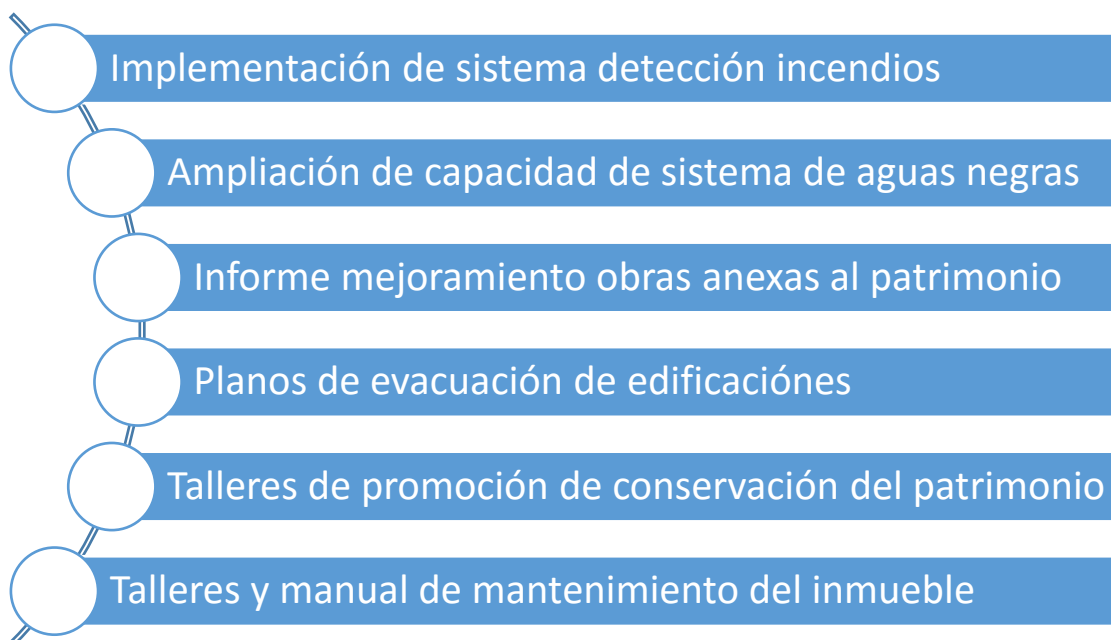 Implementación de sistema detección incendios
Ampliación de capacidad de sistema de aguas negras
Informe mejoramiento obras anexas al patrimonio
Planos de evacuación de edificaciónes
Talleres de promoción de conservación del patrimonio
Talleres y manual de mantenimiento del inmueble